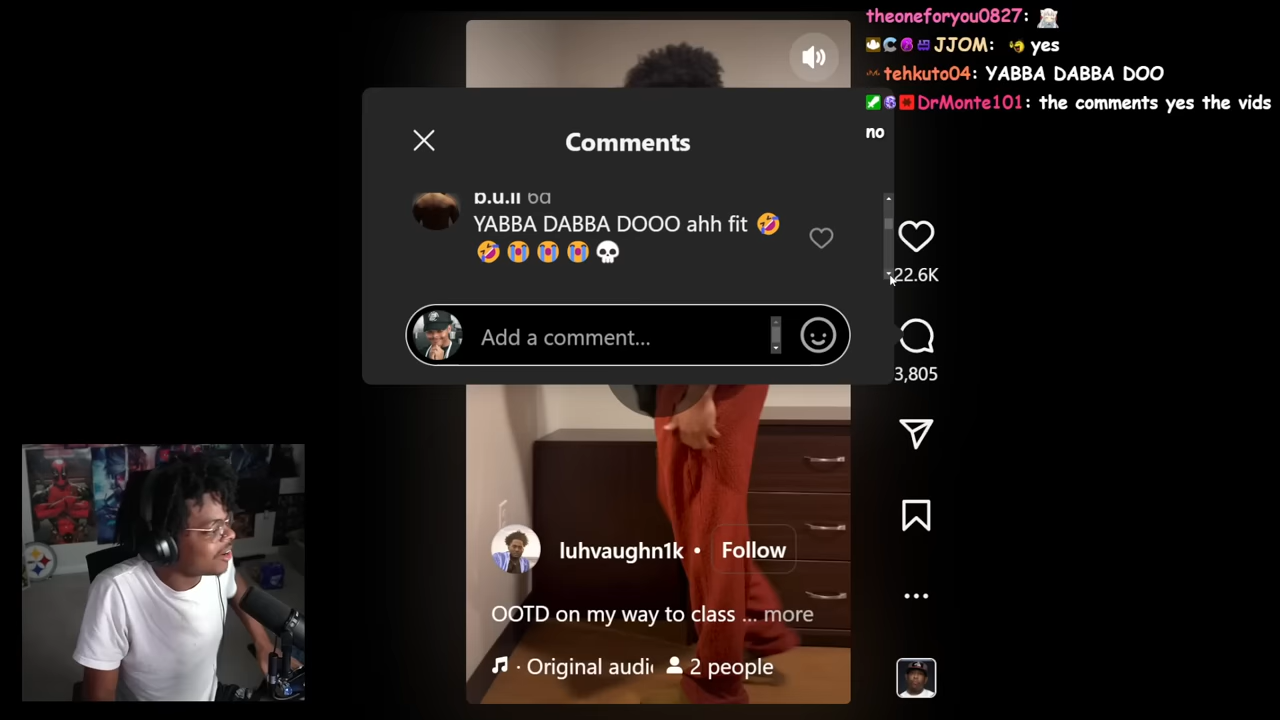 theoneforyou0827:
JJOM: yes
tehkuto04: YABBA DABBA DOO
DrMonte101: the comments yes the vids
no
Comments
b.u.ll 6d
YABBA DABBA DOOO ahh fit 🤣
🤣😭😭😭💀
22.6K
Add a comment...
3,805
luhvaughn1k • Follow
OOTD on my way to class ... more
· Original audi 2 people